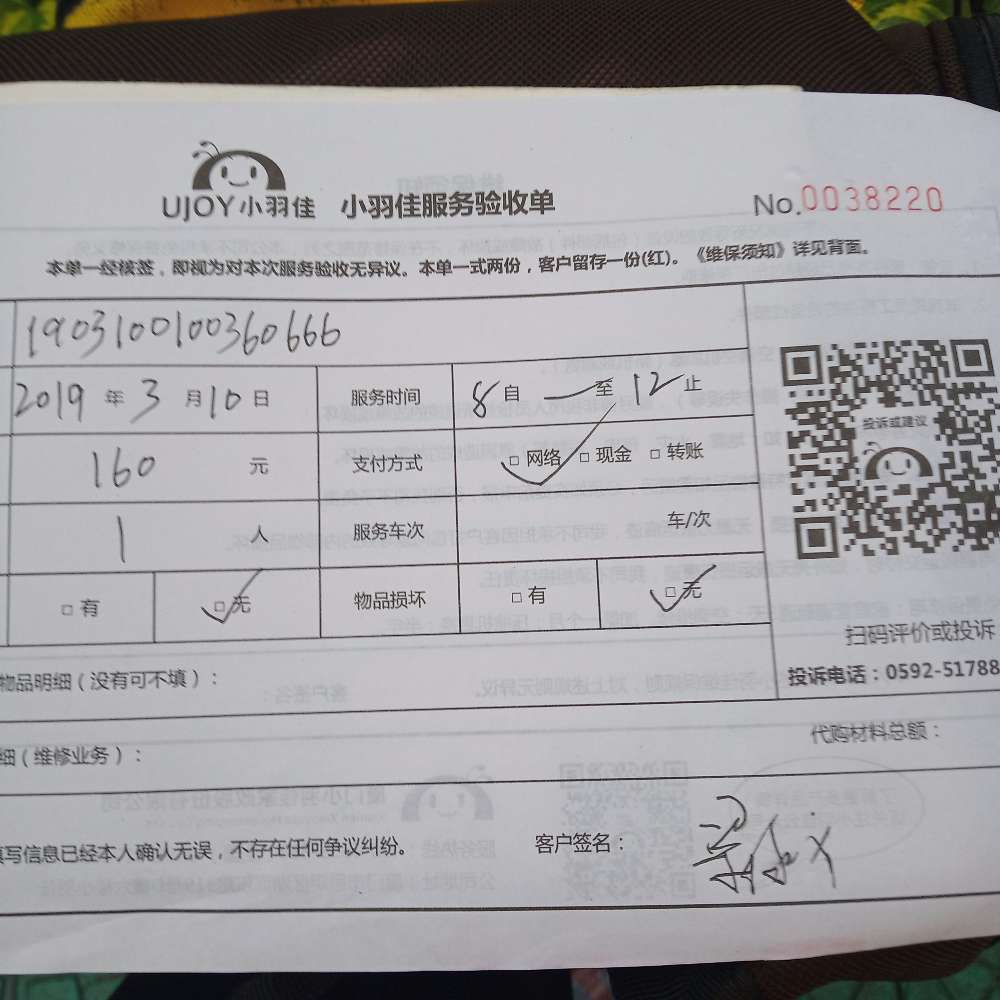 UJOY小羽佳 小羽佳服务验收单 No.0038220
本单一经核签，即视为对本次服务验收无异议。本单一式两份，客户留存一份(红)。《维保须知》详见背面。
1903100100360666
2019年3月10日 服务时间 8自一至12止
160元 支付方式 □网络 □现金 □转账
投诉或建议
1人 服务车次 车/次
□有 □无 物品损坏 □有 □无
扫码评价或投诉
物品明细（没有可不填）：
投诉电话：0592-51788
细（维修业务）：
代购材料总额：
填写信息已经本人确认无误，不存在任何争议纠纷。 客户签名：